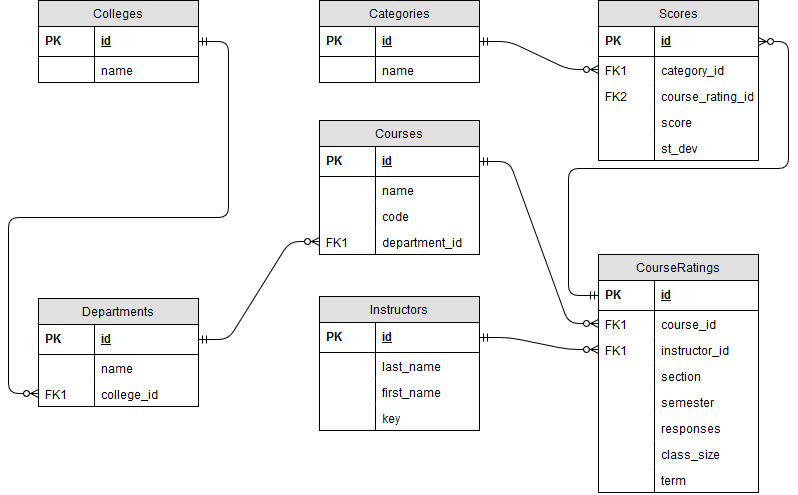 Colleges
PK id
name
Categories
PK id
name
Scores
PK id
FK1 category_id
FK2 course_rating_id
score
st_dev
Courses
PK id
name
code
FK1 department_id
Departments
PK id
name
FK1 college_id
Instructors
PK id
last_name
first_name
key
CourseRatings
PK id
FK1 course_id
FK1 instructor_id
section
semester
responses
class_size
term